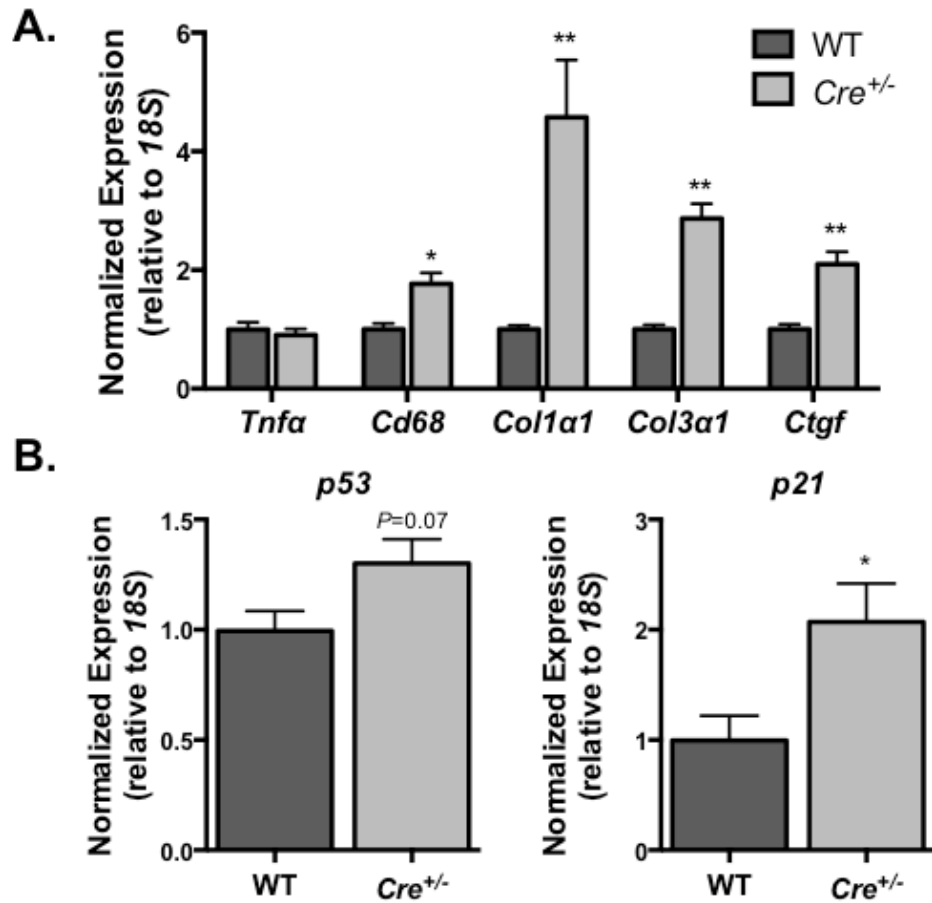 A.
Normalized Expression
(relative to 18S)
6
4
2
0
** 
WT
Cre+/-
*
**
**
Tnfα Cd68 Col1α1 Col3α1 Ctgf
B.
p53
Normalized Expression
(relative to 18S)
1.5
1.0
0.5
0.0
P=0.07
WT Cre+/-
p21
Normalized Expression
(relative to 18S)
3
2
1
0
*
WT Cre+/-